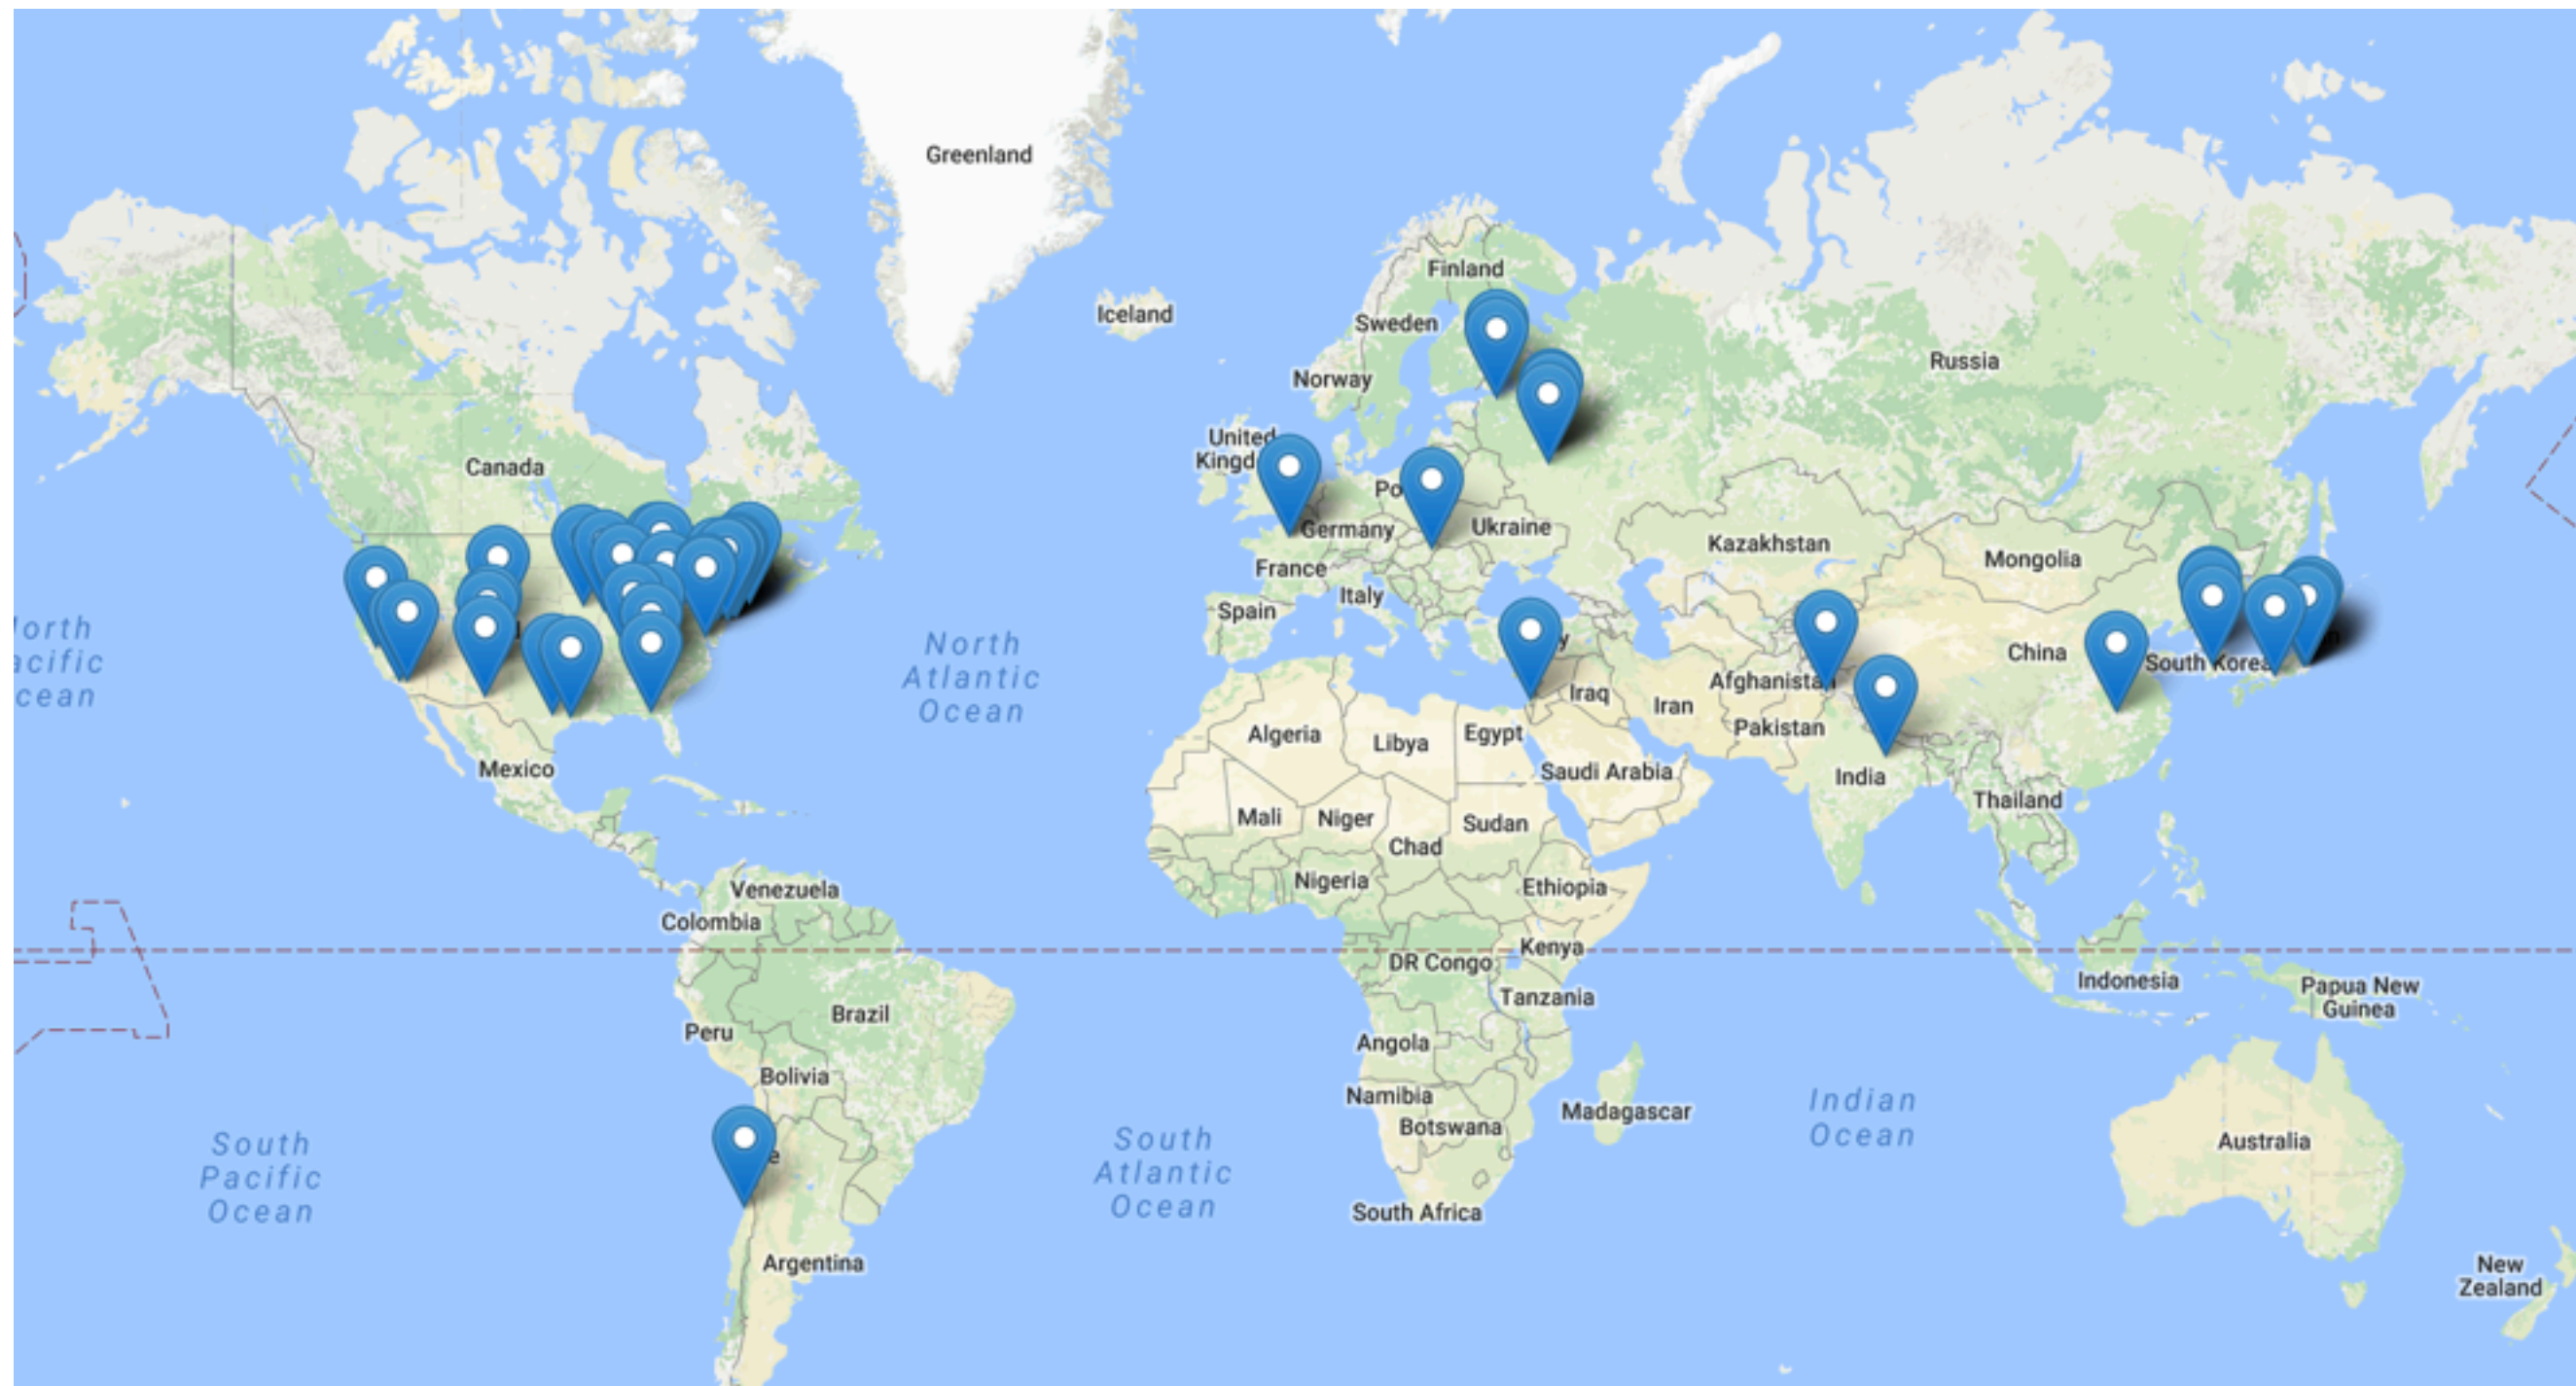 Greenland
Iceland
Finland
Sweden
Norway
Russia
United
Kingd
Canada
Po
Germany
Ukraine
France
Kazakhstan
Mongolia
Italy
Spain
North
Atlantic
Ocean
orth
acific
cean
China
South Korea
Afghanista
Iraq
Iran
Pakistan
Algeria
Libya
Egypt
Saudi Arabia
India
Thailand
Mexico
Mali
Niger
Chad
Sudan
Nigeria
Ethiopia
Venezuela
Colombia
Kenya
DR Congo
Tanzania
Indonesia
Papua New
Guinea
Brazil
Peru
Angola
Bolivia
Namibia
Botswana
Madagascar
Indian
Ocean
Australia
South
Pacific
Ocean
South
Atlantic
Ocean
e
y
South Africa
Argentina
New
Zealand